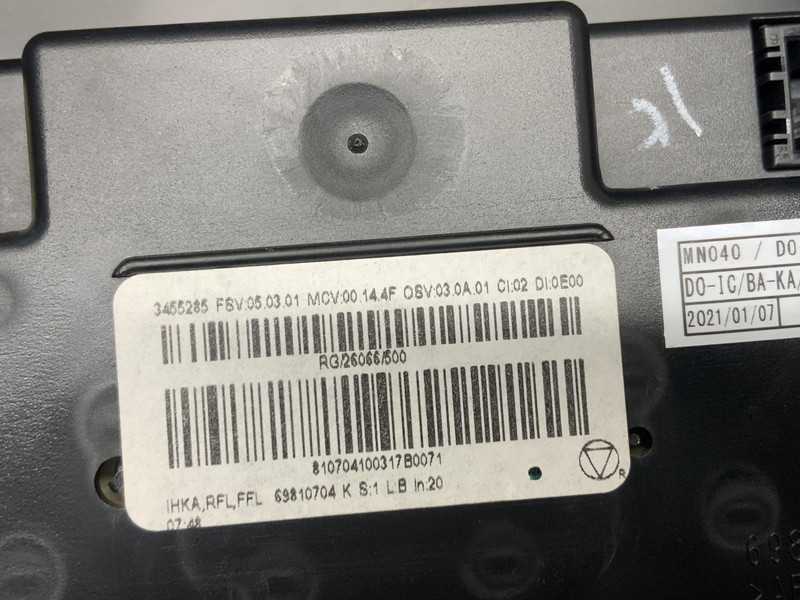 21
3455285 FSV:05.03.01 MCV:00.14.4F OSV:03.0A.01 CI:02 DI:0E00
RG/26066/500
810704100317B0071
IHKA,RFL,FFL 69810704 K S:1 L:B In:20
07:48
R
MN040 / DO
DO-IC/BA-KA/
2021/01/07
698